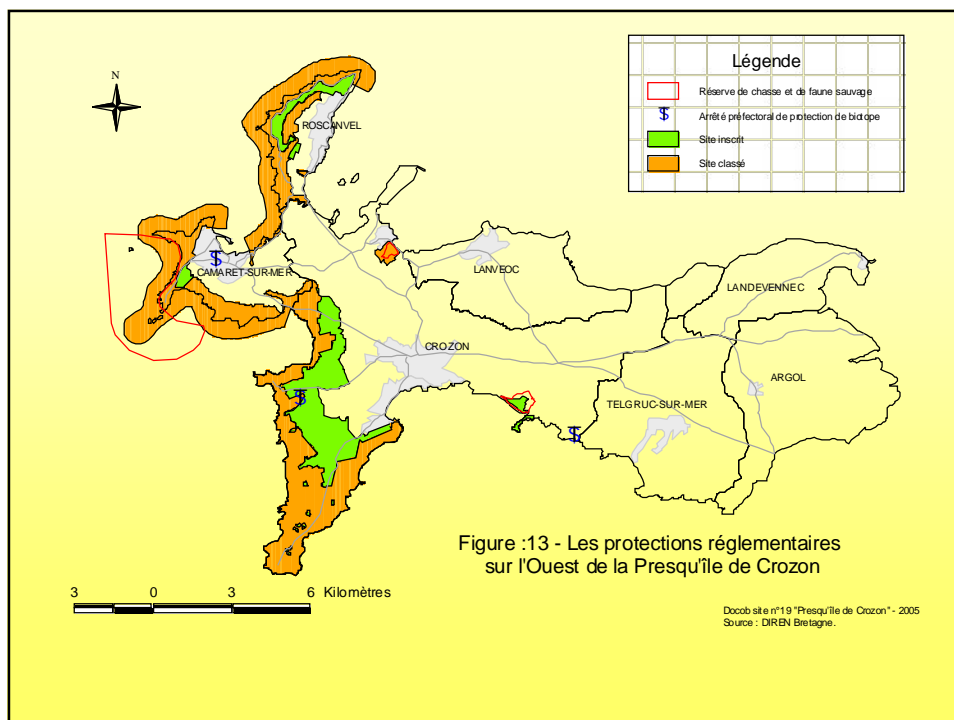 N
Légende
Réserve de chasse et de faune sauvage
Arrêté préfectoral de protection de biotope
Site inscrit
Site classé
ROSCANVEL
CAMARET-SUR-MER
LANVEOC
LANDEVENNEC
CROZON
ARGOL
TELGRUC-SUR-MER
Figure :13 - Les protections réglementaires
sur l'Ouest de la Presqu'île de Crozon
3 0 3 6 Kilomètres
Docob site n°19 "Presqu'île de Crozon" - 2005
Source : DIREN Bretagne.